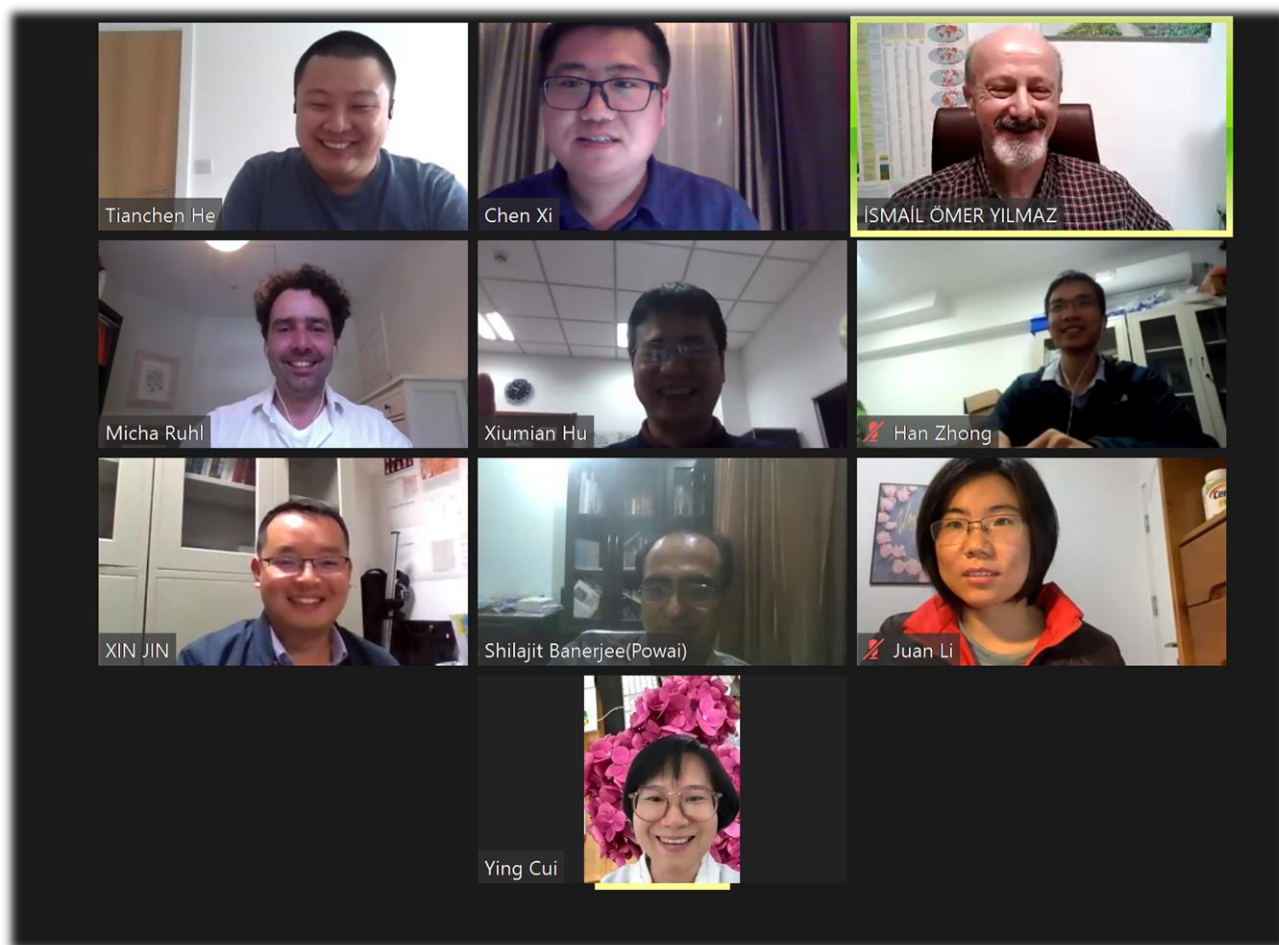 Tianchen He
Chen Xi
İSMAİL ÖMER YILMAZ
Micha Ruhl
Xiumian Hu
Han Zhong
XIN JIN
Shilajit Banerjee(Powai)
Juan Li
Ying Cui